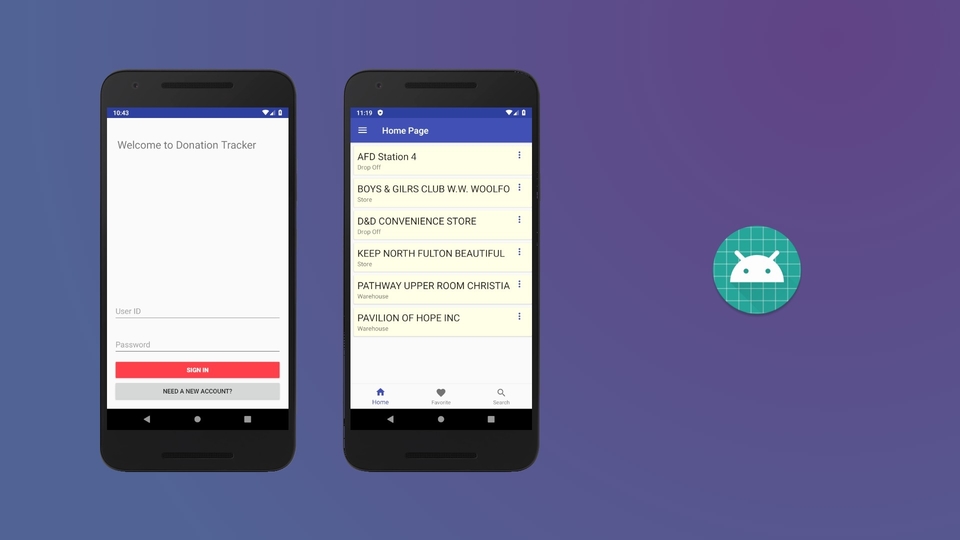 10:43
Welcome to Donation Tracker
User ID
Password
SIGN IN
NEED A NEW ACCOUNT?
11:19
Home Page
AFD Station 4
Drop Off
BOYS & GILRS CLUB W.W. WOOLFO
Store
D&D CONVENIENCE STORE
Drop Off
KEEP NORTH FULTON BEAUTIFUL
Store
PATHWAY UPPER ROOM CHRISTIA
Warehouse
PAVILION OF HOPE INC
Warehouse
Home
Favorite
Search